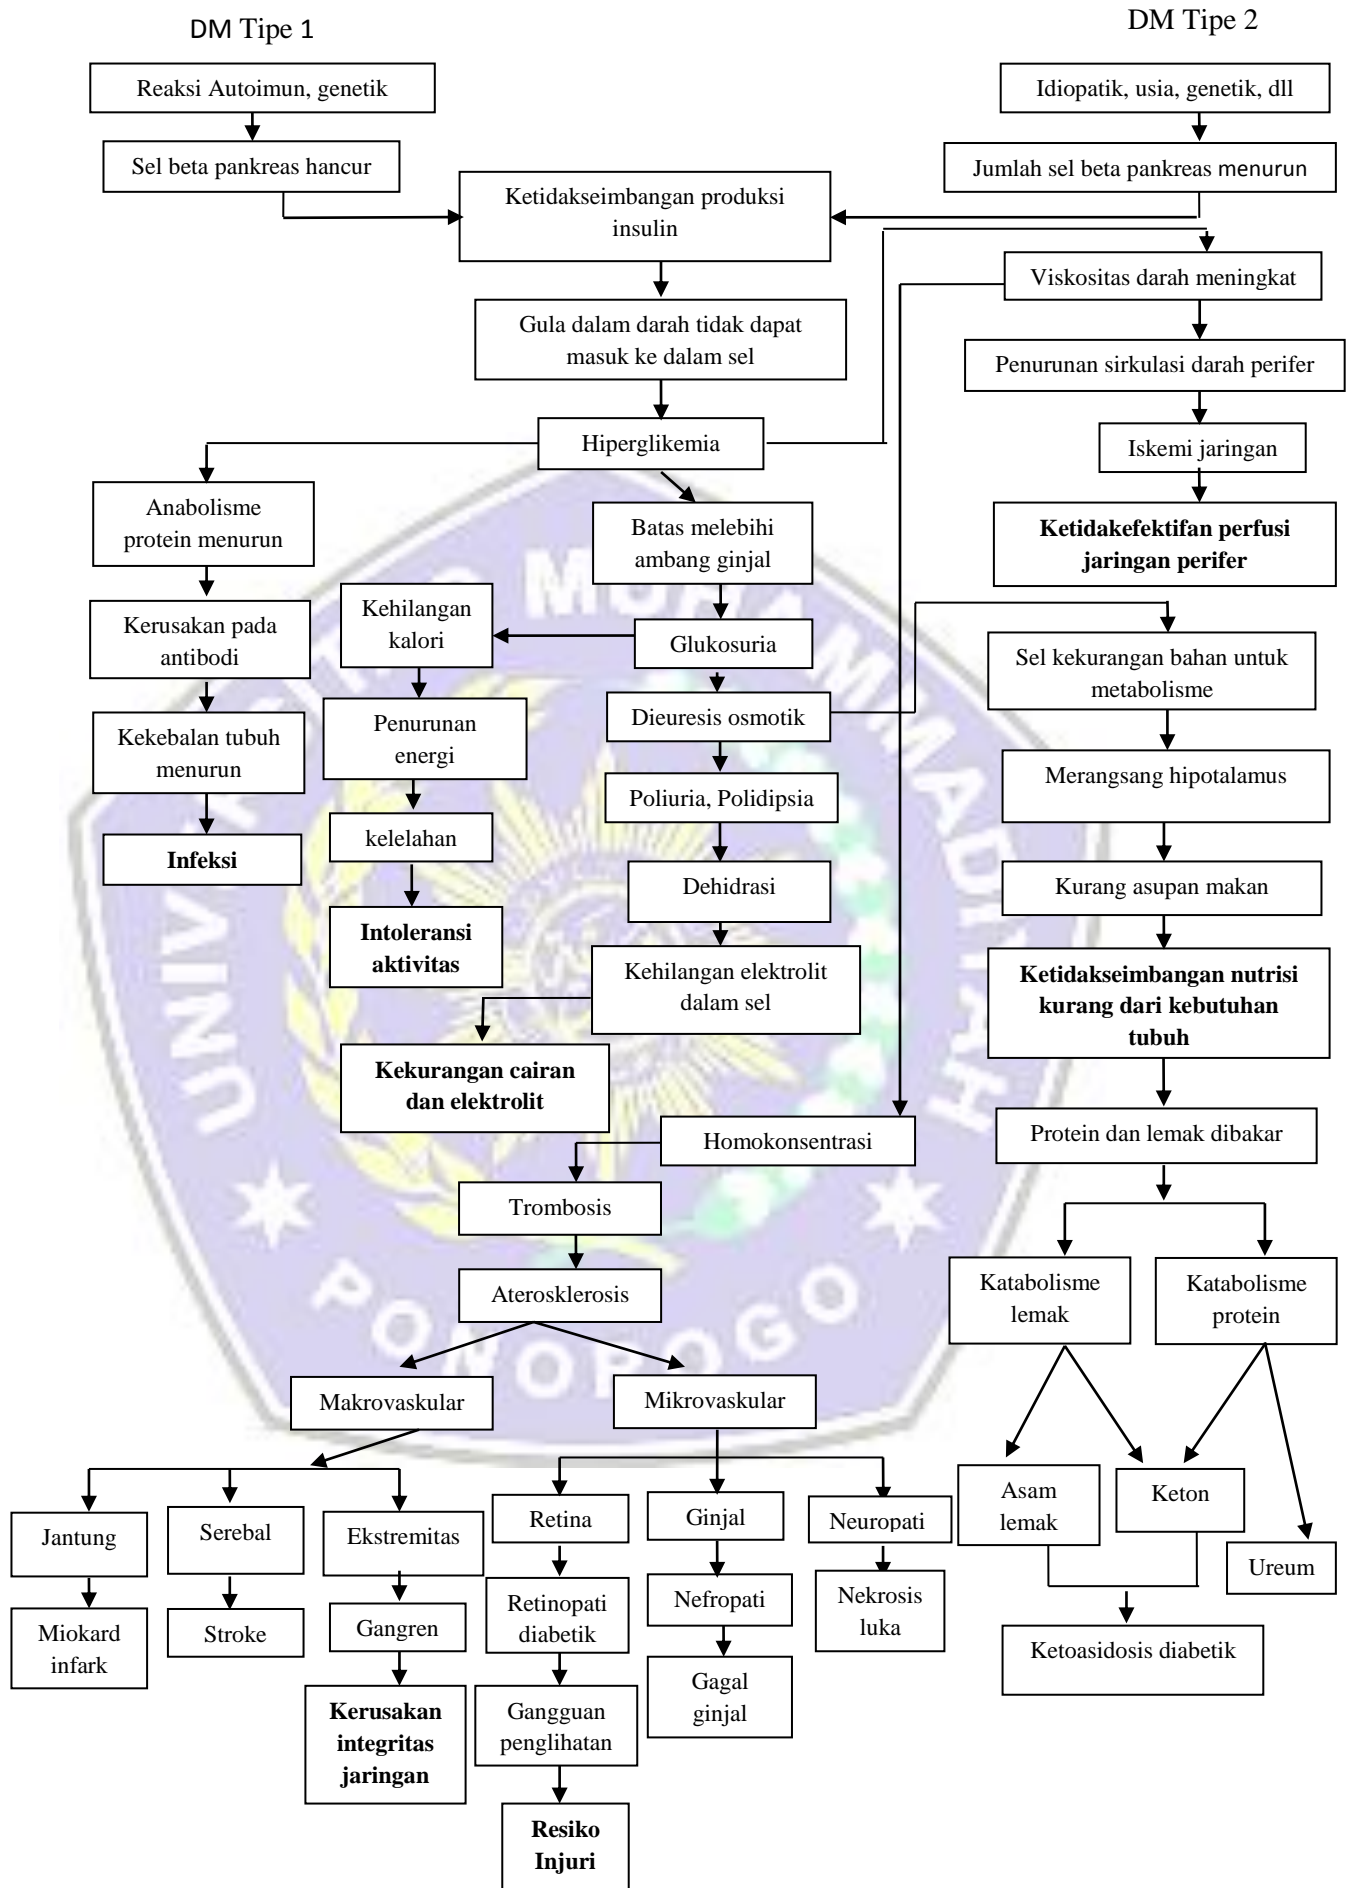 DM Tipe 1
DM Tipe 2
Reaksi Autoimun, genetik
Idiopatik, usia, genetik, dll
Sel beta pankreas hancur
Jumlah sel beta pankreas menurun
Ketidakseimbangan produksi
insulin
Viskositas darah meningkat
Gula dalam darah tidak dapat
masuk ke dalam sel
Penurunan sirkulasi darah perifer
Hiperglikemia
Iskemi jaringan
Anabolisme
protein menurun
Batas melebihi
ambang ginjal
Ketidakefektifan perfusi
jaringan perifer
Kehilangan
kalori
Kerusakan pada
antibodi
Glukosuria
Sel kekurangan bahan untuk
metabolisme
Kekebalan tubuh
menurun
Penurunan
energi
Dieuresis osmotik
Merangsang hipotalamus
Poliuria, Polidipsia
kelelahan
Infeksi
Dehidrasi
Kurang asupan makan
Intoleransi
aktivitas
Kehilangan elektrolit
dalam sel
Ketidakseimbangan nutrisi
kurang dari kebutuhan
tubuh
Kekurangan cairan
dan elektrolit
Homokonsentrasi
Protein dan lemak dibakar
Trombosis
Aterosklerosis
Katabolisme
lemak
Katabolisme
protein
Makrovaskular
Mikrovaskular
Asam
lemak
Keton
Ureum
Jantung
Serebal
Ekstremitas
Retina
Ginjal
Neuropati
Miokard
infark
Stroke
Gangren
Retinopati
diabetik
Nefropati
Nekrosis
luka
Ketoasidosis diabetik
Kerusakan
integritas
jaringan
Gangguan
penglihatan
Gagal
ginjal
Resiko
Injuri
UNIVERSITAS MUHAMMADIYAH
PONOROGO